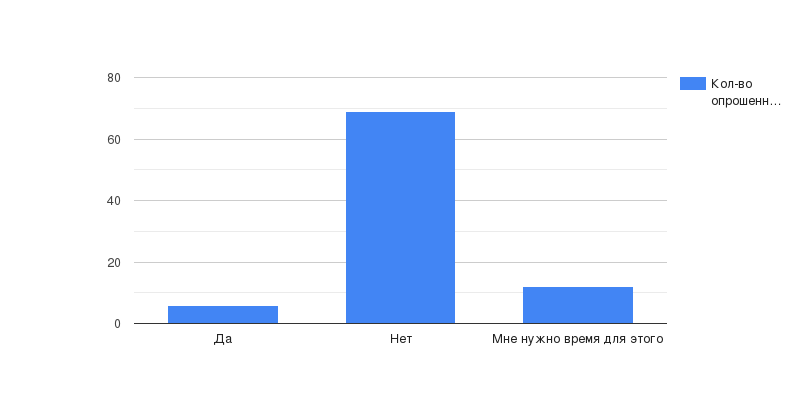 80
60
40
20
0
Да
Нет
Мне нужно время для этого
Кол-во
опрошенн…